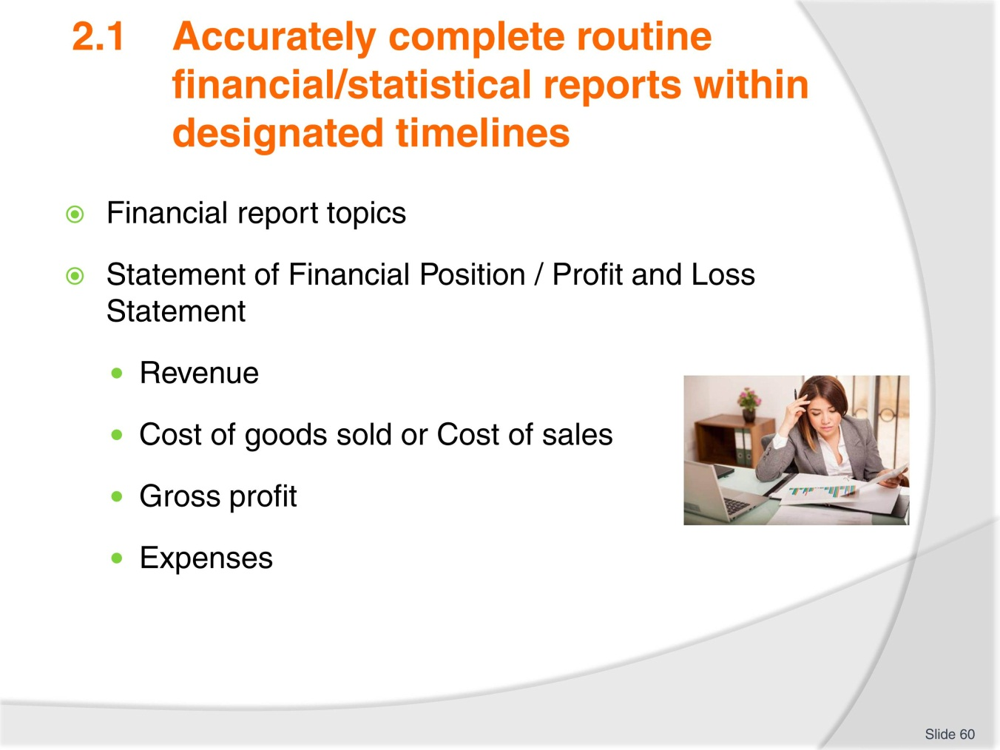 2.1 Accurately complete routine
financial/statistical reports within
designated timelines
Financial report topics
Statement of Financial Position / Profit and Loss
Statement
Revenue
Cost of goods sold or Cost of sales
Gross profit
Expenses
Slide 60